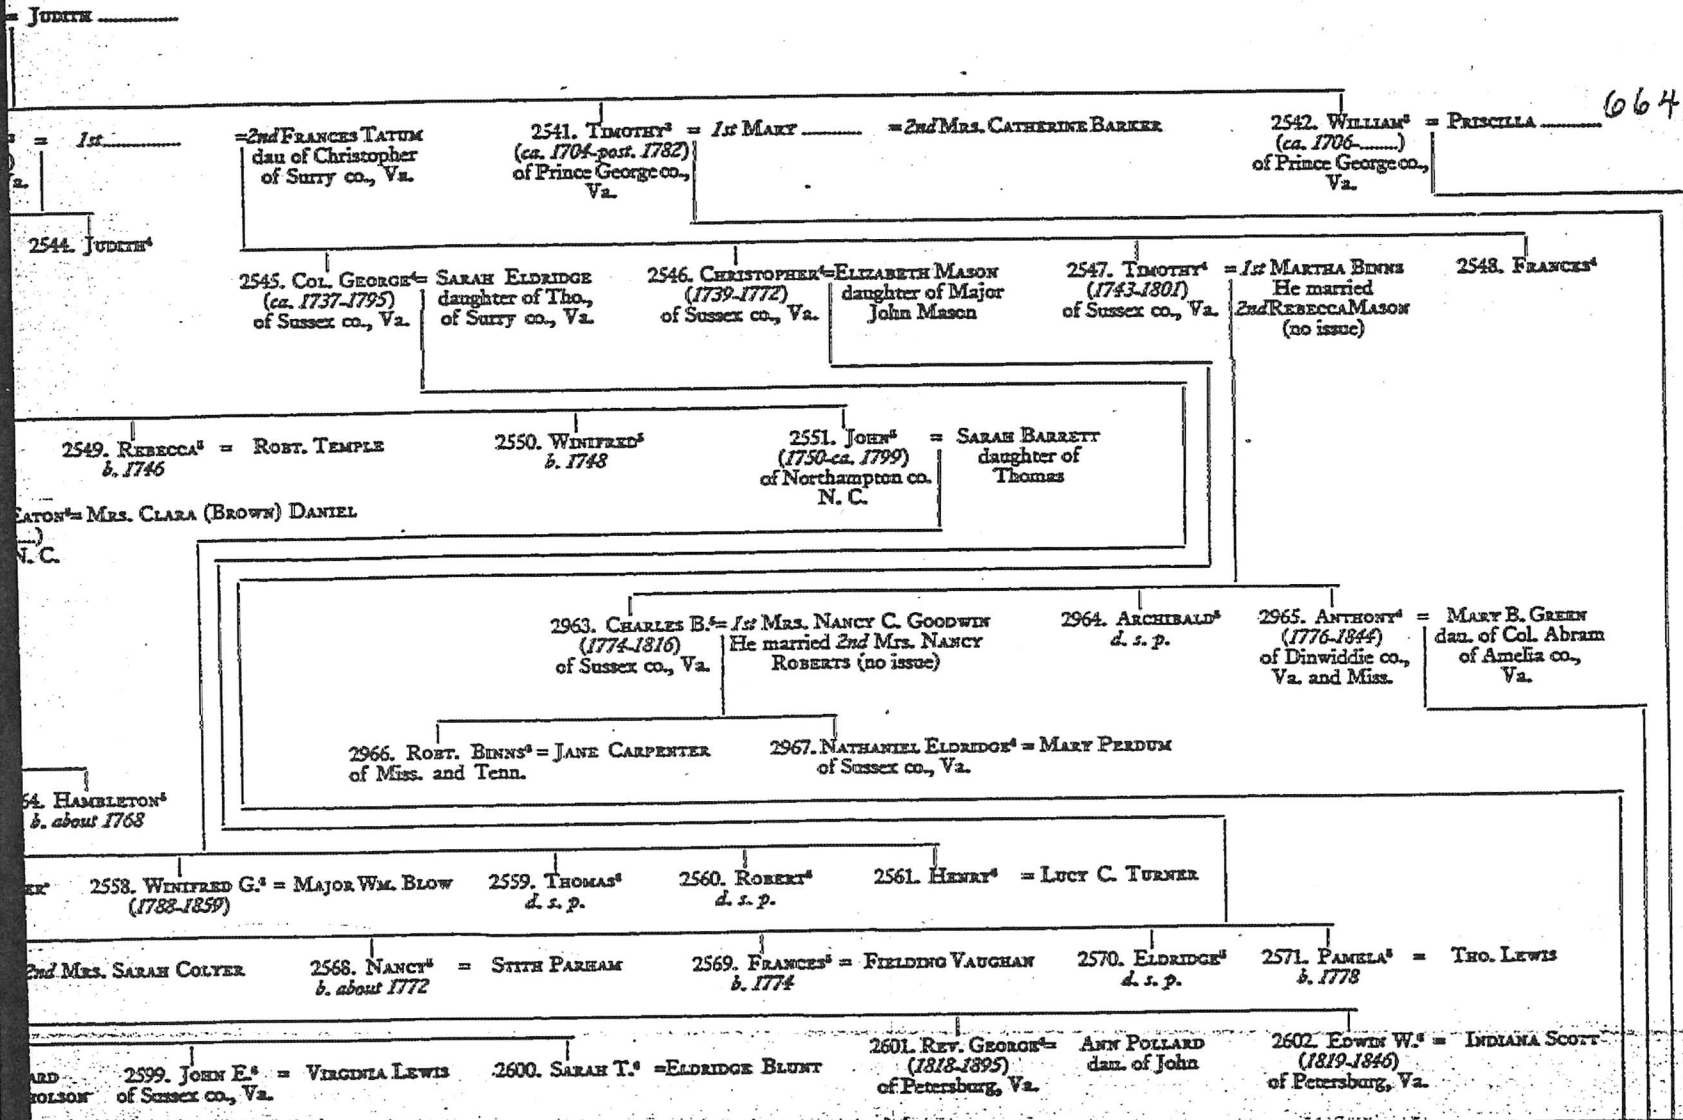 = JUDITH ............
664
= 1st............
=2nd FRANCES TATUM
dau of Christopher
of Surry co., Va.
2541. TIMOTHY³ = 1st MARY ............ =2nd MRS. CATHERINE BARKER
(ca. 1704-post. 1782)
of Prince George co.,
Va.
2542. WILLIAM³ = PRISCILLA ............
(ca. 1706-........)
of Prince George co.,
Va.
2544. JUDITH⁴
2545. COL. GEORGE⁴= SARAH ELDRIDGE
(ca. 1737-1795) daughter of Tho.,
of Sussex co., Va. of Surry co., Va.
2546. CHRISTOPHER⁴=ELIZABETH MASON
(1739-1772) daughter of Major
of Sussex co., Va. John Mason
2547. TIMOTHY⁴ =1st MARTHA BINNS
(1743-1801) He married
of Sussex co., Va. 2nd REBECCA MASON
(no issue)
2548. FRANCES⁴
2549. REBECCA⁵ = ROBT. TEMPLE
b. 1746
2550. WINIFRED⁵
b. 1748
2551. JOHN⁵ = SARAH BARRETT
(1750-ca. 1799) daughter of
of Northampton co. Thomas
N. C.
EATON⁵= MRS. CLARA (BROWN) DANIEL
....)
N. C.
2963. CHARLES B.⁵= 1st MRS. NANCY C. GOODWIN
(1774-1816) He married 2nd MRS. NANCY
of Sussex co., Va. ROBERTS (no issue)
2964. ARCHIBALD⁵
d. s. p.
2965. ANTHONY⁵ = MARY B. GREEN
(1776-1844) dau. of Col. Abram
of Dinwiddie co., of Amelia co.,
Va. and Miss. Va.
2966. ROBT. BINNS⁶ = JANE CARPENTER
of Miss. and Tenn.
2967. NATHANIEL ELDRIDGE⁶ = MARY PERDUM
of Sussex co., Va.
64. HAMBLETON⁵
b. about 1768
2558. WINIFRED G.⁶ = MAJOR WM. BLOW
(1788-1859)
2559. THOMAS⁶
d. s. p.
2560. ROBERT⁶
d. s. p.
2561. HENRY⁶ = LUCY C. TURNER
2nd MRS. SARAH COLYER
2568. NANCY⁵ = STITH PARHAM
b. about 1772
2569. FRANCES⁵ = FIELDING VAUGHAN
b. 1774
2570. ELDRIDGE⁵
d. s. p.
2571. PAMELA⁵ = THO. LEWIS
b. 1778
ARD
HOLSON
2599. JOHN E.⁶ = VIRGINIA LEWIS
of Sussex co., Va.
2600. SARAH T.⁶ =ELDRIDGE BLUNT
2601. REV. GEORGE⁶= ANN POLLARD
(1818-1895) dau. of John
of Petersburg, Va.
2602. EDWIN W.⁶ = INDIANA SCOTT
(1819-1846)
of Petersburg, Va.